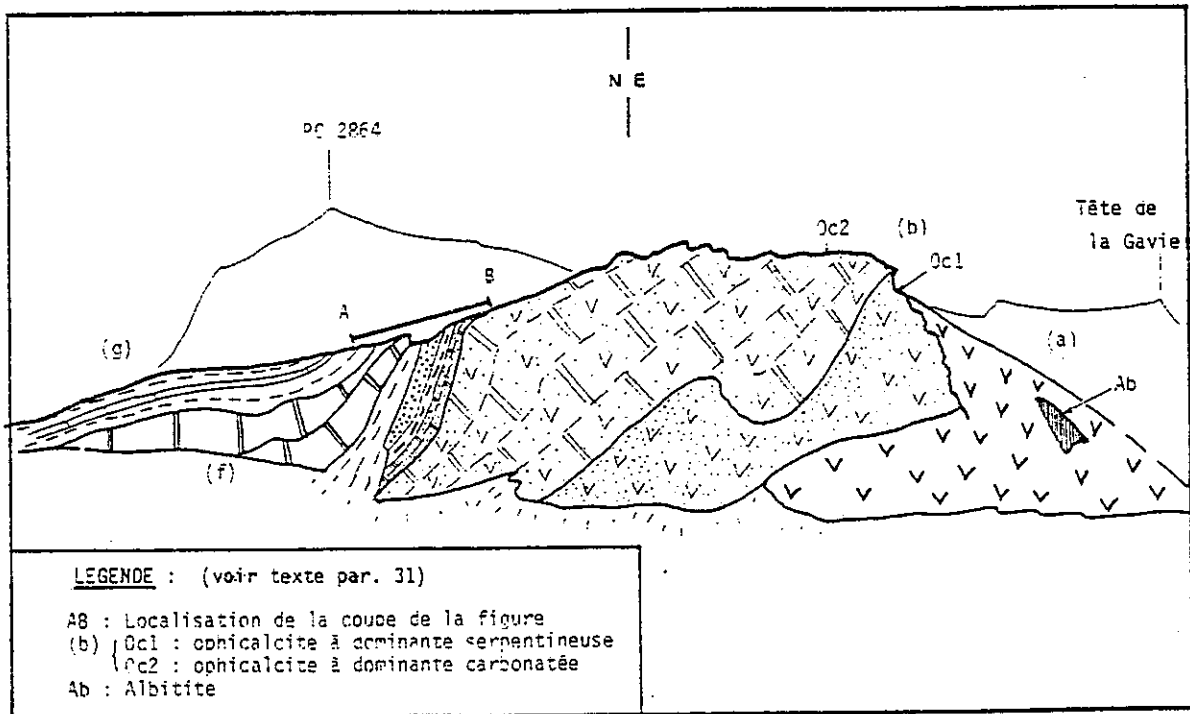 N E
PC 2864
Tête de
la Gavie
Oc2 (b)
Oc1
B
A
(g)
(a)
Ab
(f)
LEGENDE : (voir texte par. 31)
AB : Localisation de la coupe de la figure
(b) Oc1 : ophicalcite à dominante serpentineuse
Oc2 : ophicalcite à dominante carbonatée
Ab : Albitite